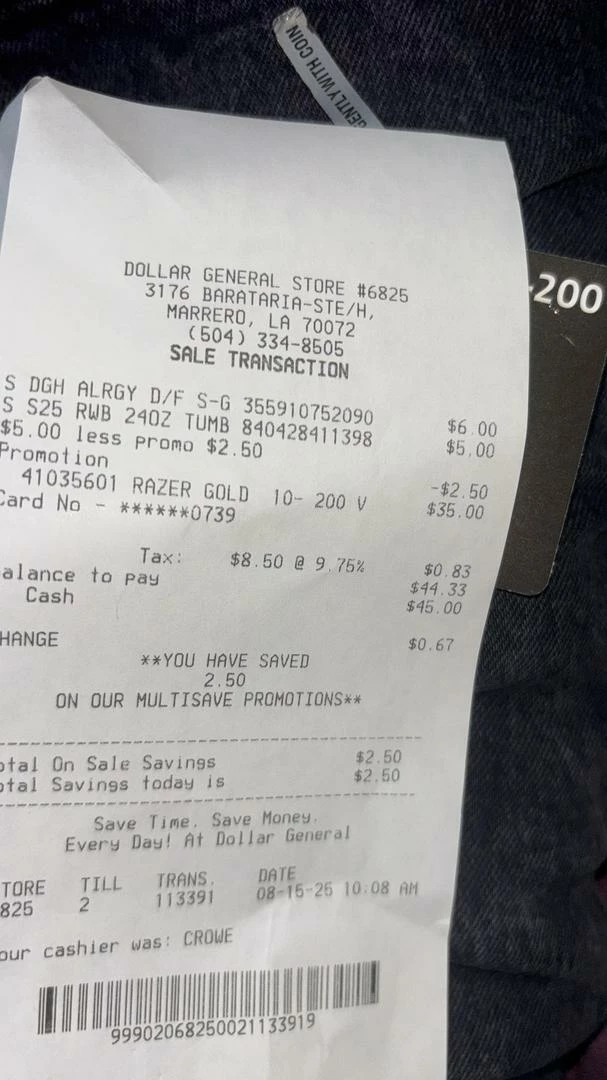 GENTLY WITH COIN
-200
DOLLAR GENERAL STORE #6825
3176 BARATARIA-STE/H,
MARRERO, LA 70072
(504) 334-8505
SALE TRANSACTION
S DGH ALRGY D/F S-G 355910752090 $6.00
S S25 RWB 24OZ TUMB 840428411398 $5.00
$5.00 less promo $2.50
Promotion -$2.50
41035601 RAZER GOLD 10- 200 V $35.00
Card No - ******0739
Tax: $8.50 @ 9.75% $0.83
alance to pay $44.33
Cash $45.00
HANGE $0.67
**YOU HAVE SAVED
2.50
ON OUR MULTISAVE PROMOTIONS**
otal On Sale Savings $2.50
otal Savings today is $2.50
Save Time. Save Money.
Every Day! At Dollar General
TORE TILL TRANS. DATE
825 2 113391 08-15-25 10:08 AM
our cashier was: CROWE
99902068250021133919